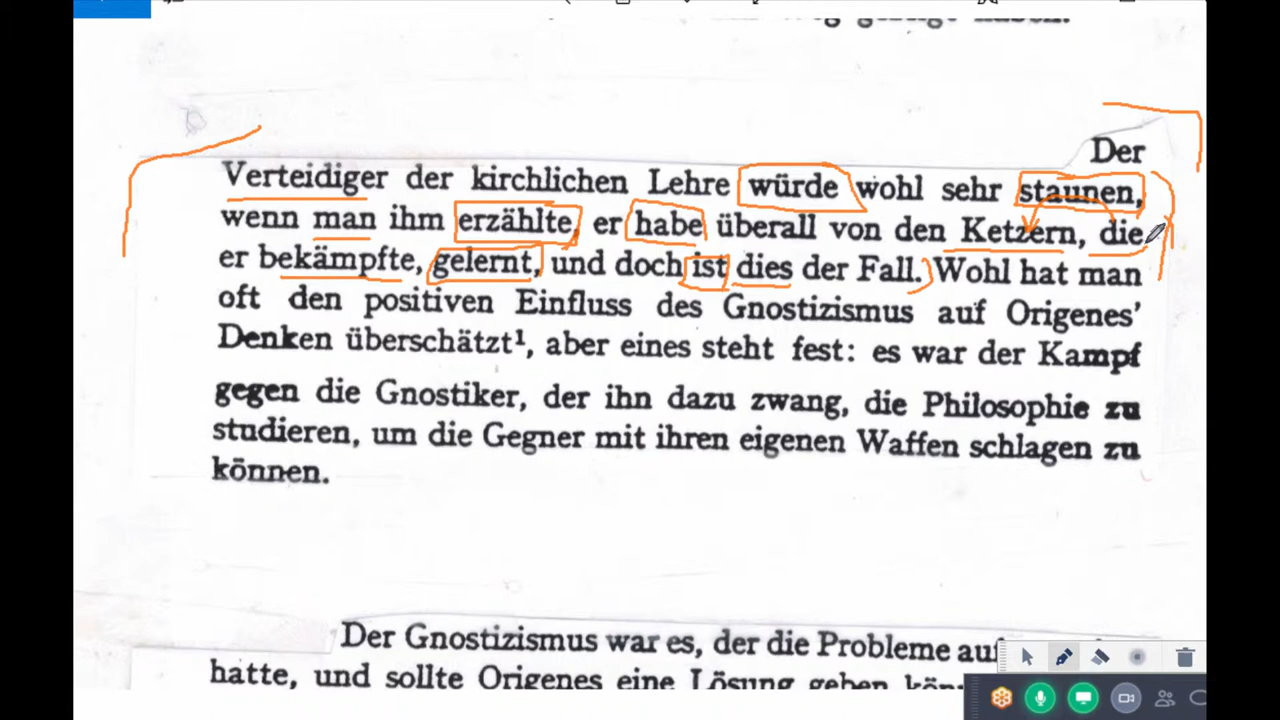 Der
Verteidiger der kirchlichen Lehre würde wohl sehr staunen,
wenn man ihm erzählte, er habe überall von den Ketzern, die
er bekämpfte, gelernt, und doch ist dies der Fall. Wohl hat man
oft den positiven Einfluss des Gnostizismus auf Origenes'
Denken überschätzt¹, aber eines steht fest: es war der Kampf
gegen die Gnostiker, der ihn dazu zwang, die Philosophie zu
studieren, um die Gegner mit ihren eigenen Waffen schlagen zu
können.
Der Gnostizismus war es, der die Probleme
hatte, und sollte Origenes eine Lösung geben